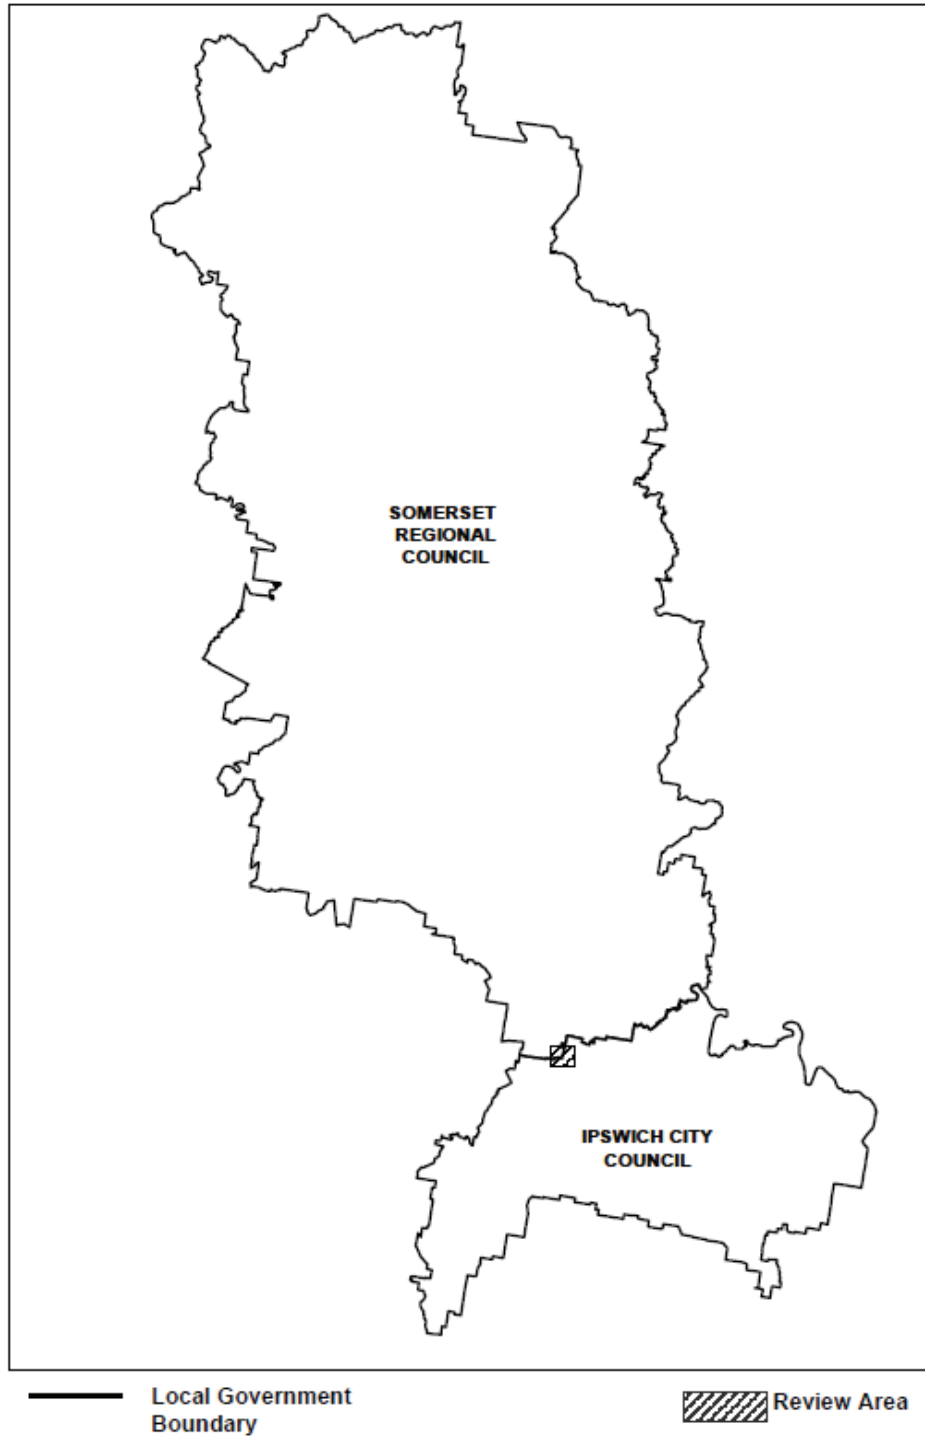 SOMERSET
REGIONAL
COUNCIL
IPSWICH CITY
COUNCIL
Local Government
Boundary
Review Area